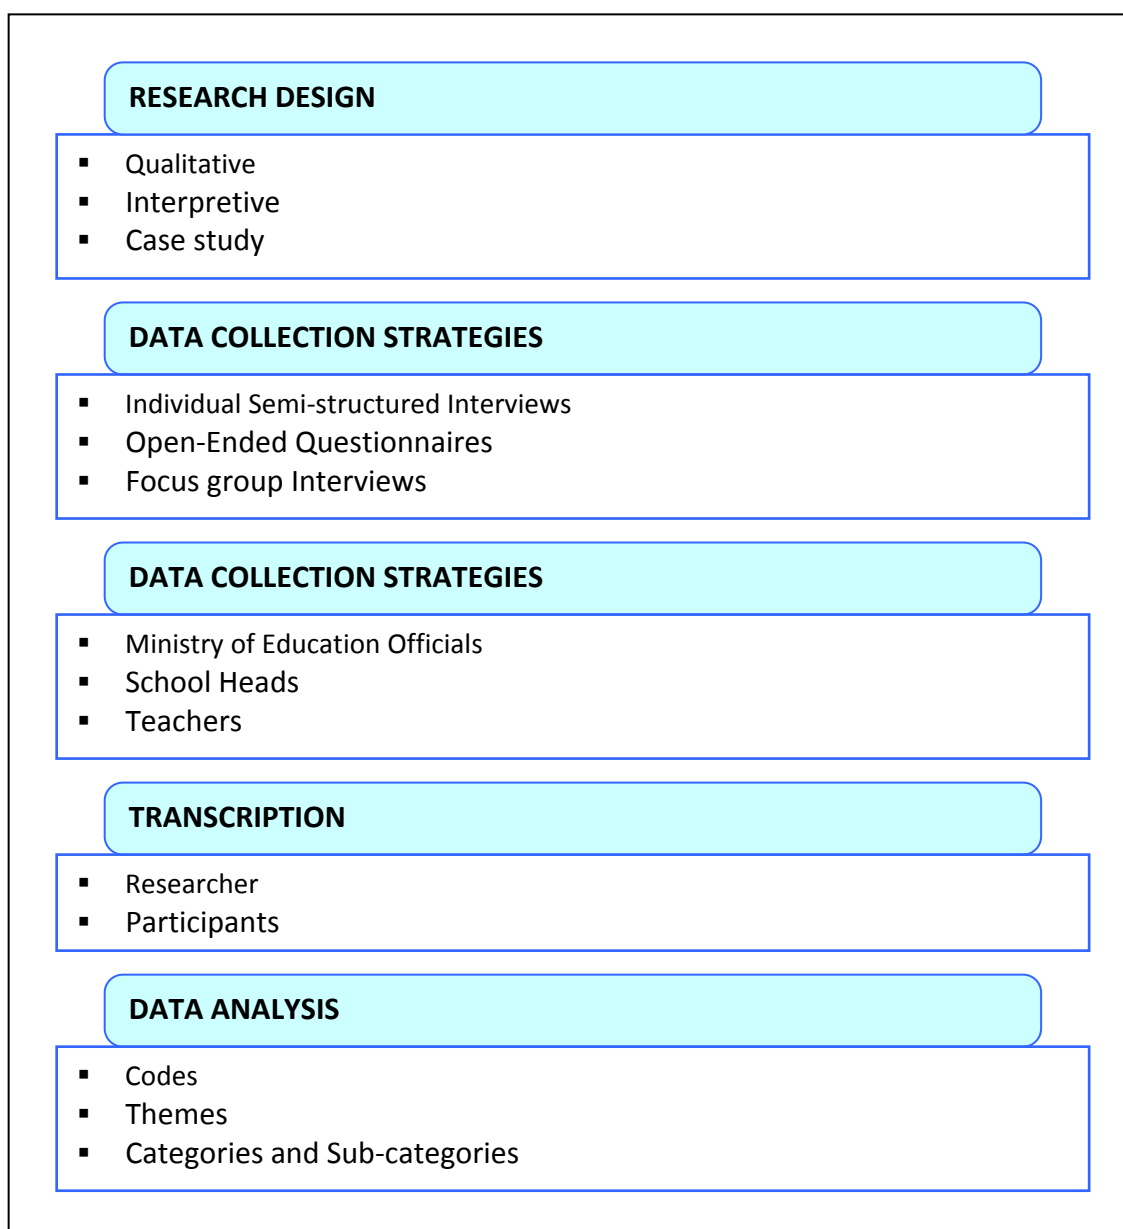 RESEARCH DESIGN
▪ Qualitative
▪ Interpretive
▪ Case study
DATA COLLECTION STRATEGIES
▪ Individual Semi-structured Interviews
▪ Open-Ended Questionnaires
▪ Focus group Interviews
DATA COLLECTION STRATEGIES
▪ Ministry of Education Officials
▪ School Heads
▪ Teachers
TRANSCRIPTION
▪ Researcher
▪ Participants
DATA ANALYSIS
▪ Codes
▪ Themes
▪ Categories and Sub-categories